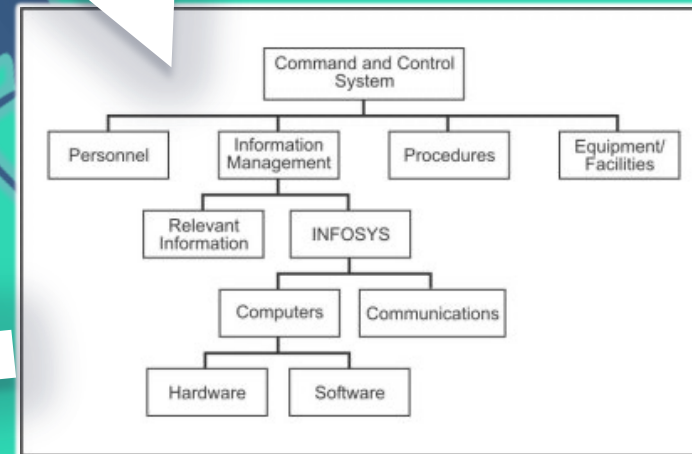 Command and Control
System
Personnel
Information
Management
Procedures
Equipment/
Facilities
Relevant
Information
INFOSYS
Computers
Communications
Hardware
Software